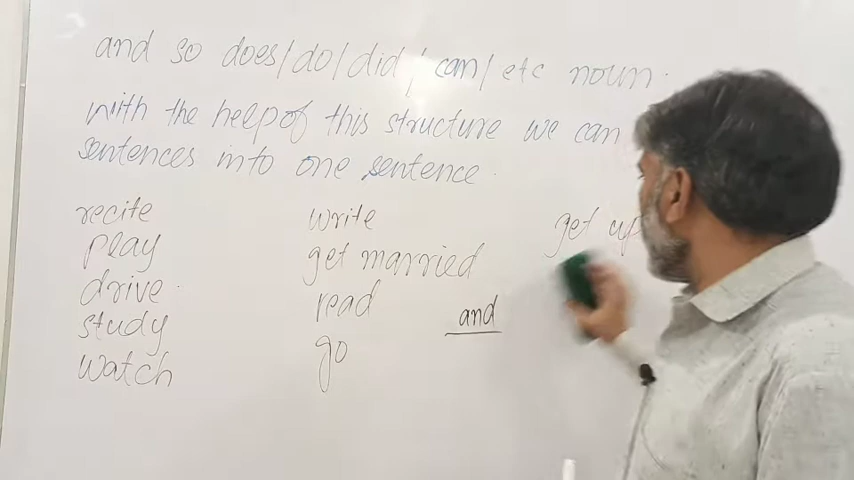 and so does/do/did/can/etc noun.
with the help of this structure we can
sentences into one sentence.
recite
play
drive.
study
watch
write
get married
read
go
and
get up